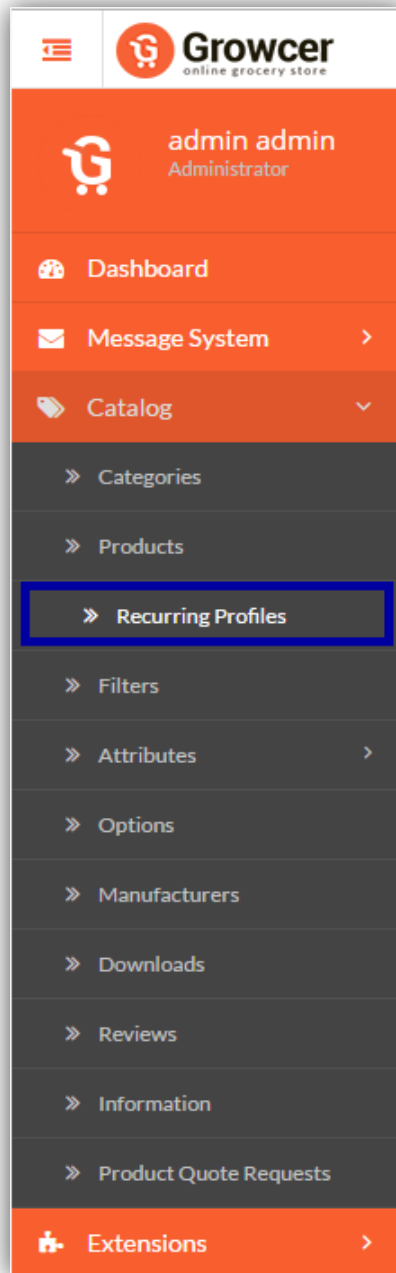 Growcer
online grocery store
admin admin
Administrator
Dashboard
Message System
Catalog
Categories
Products
Recurring Profiles
Filters
Attributes
Options
Manufacturers
Downloads
Reviews
Information
Product Quote Requests
Extensions